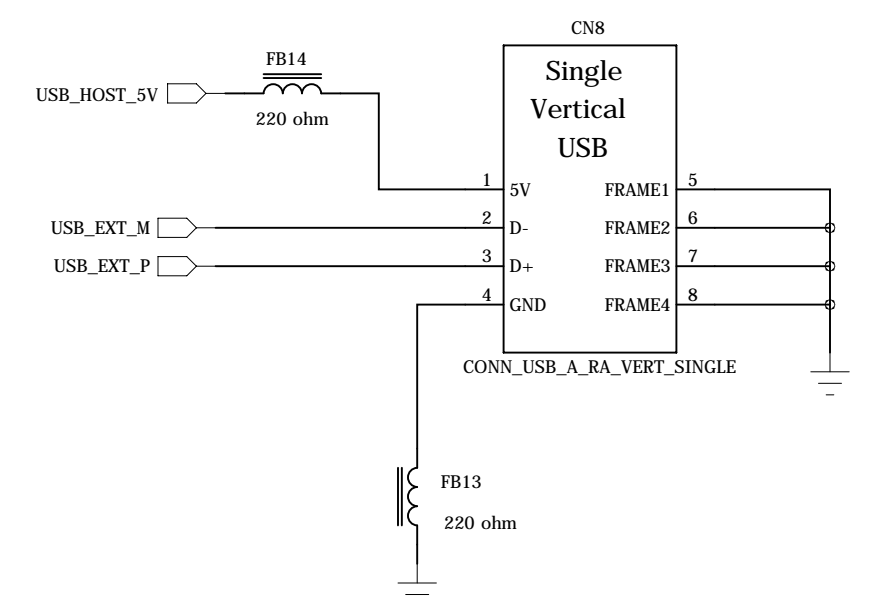 CN8
FB14
USB_HOST_5V
220 ohm
Single
Vertical
USB
1 5V FRAME1 5
USB_EXT_M 2 D- FRAME2 6
USB_EXT_P 3 D+ FRAME3 7
4 GND FRAME4 8
CONN_USB_A_RA_VERT_SINGLE
FB13
220 ohm